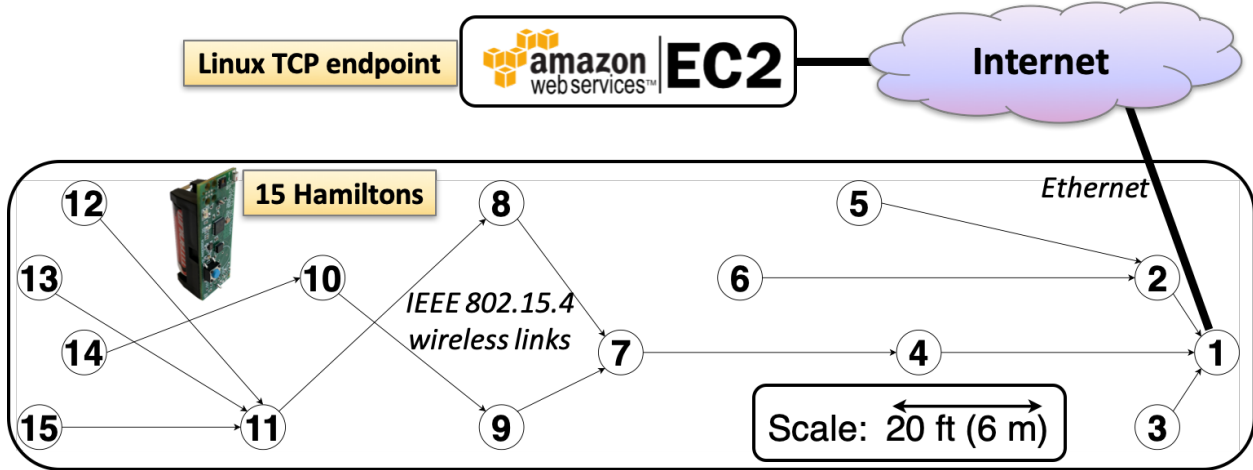 Linux TCP endpoint
amazon
web services™
EC2
Internet
Ethernet
15 Hamiltons
12
8
5
13
10
6
2
IEEE 802.15.4
wireless links
14
7
4
1
15
11
9
3
Scale: 20 ft (6 m)